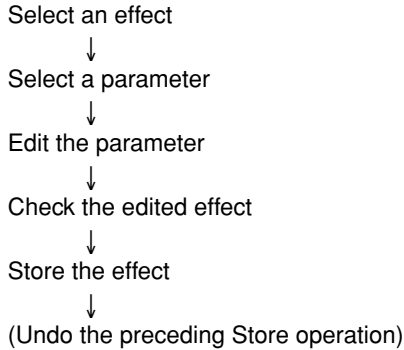 Select an effect
↓
Select a parameter
↓
Edit the parameter
↓
Check the edited effect
↓
Store the effect
↓
(Undo the preceding Store operation)